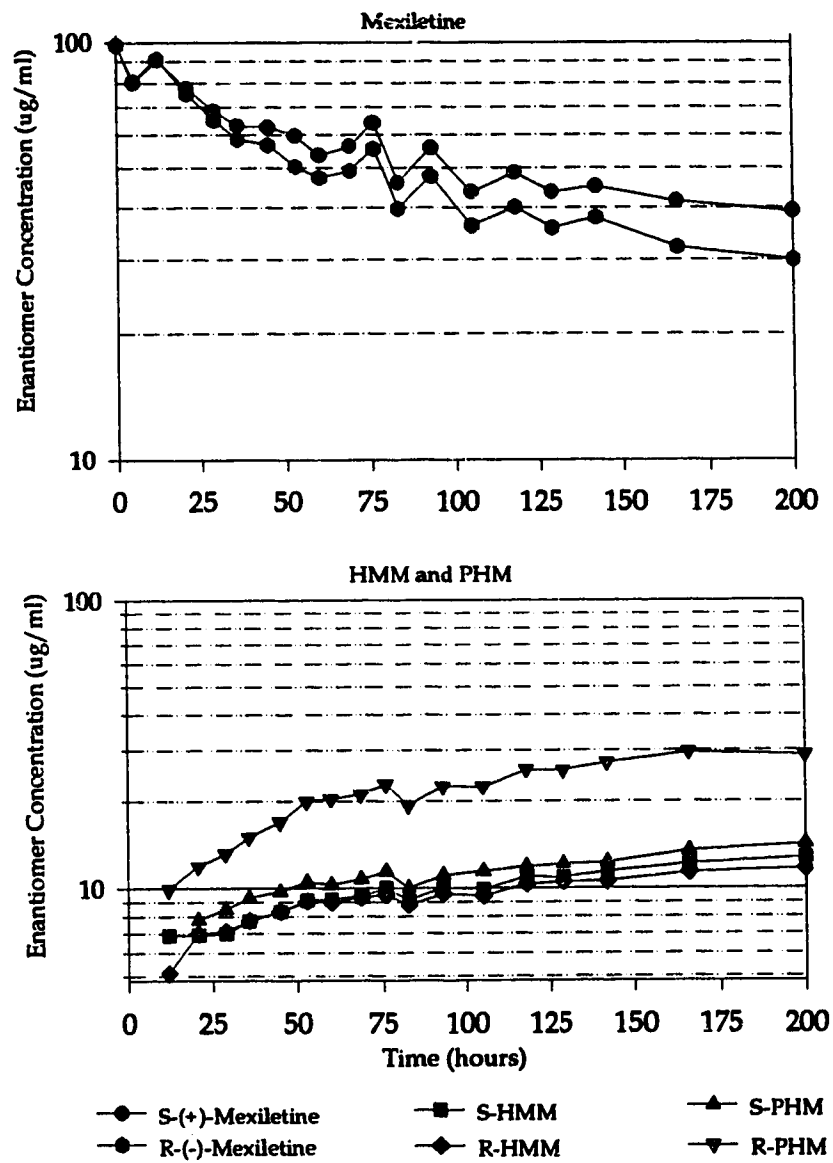 Mexiletine
Enantiomer Concentration (ug/ml)
100
10
0 25 50 75 100 125 150 175 200
HMM and PHM
Enantiomer Concentration (ug/ml)
100
10
0 25 50 75 100 125 150 175 200
Time (hours)
S-(+)-Mexiletine S-HMM S-PHM
R-(-)-Mexiletine R-HMM R-PHM